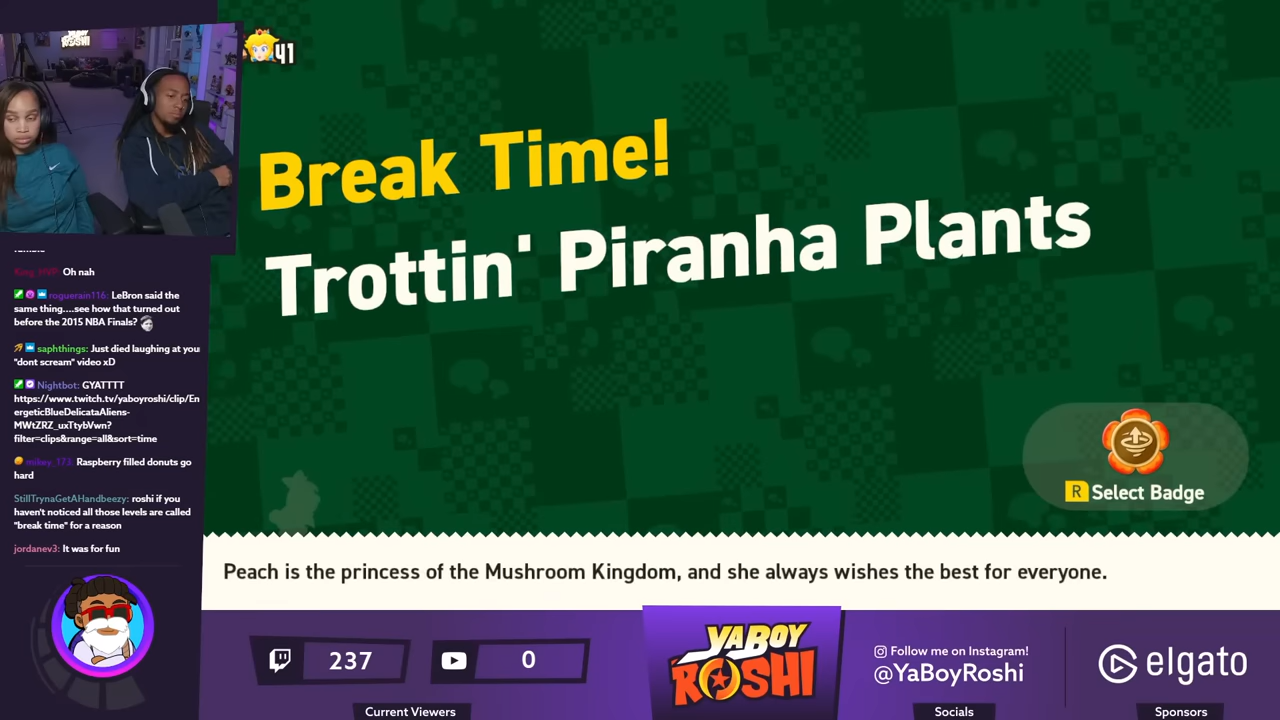 YABOY
ROSHI
41
Break Time!
Trottin' Piranha Plants
King_MVP: Oh nah
roguerain116: LeBron said the
same thing....see how that turned out
before the 2015 NBA Finals?
saphthings: Just died laughing at you
"dont scream" video xD
Nightbot: GYATTTT
https://www.twitch.tv/yaboyroshi/clip/En
ergeticBlueDelicataAliens-
MWtZRZ_uxTtybVwn?
filter=clips&range=all&sort=time
mikey_173: Raspberry filled donuts go
hard
StillTrynaGetAHandbeezy: roshi if you
haven't noticed all those levels are called
"break time" for a reason
jordanev3: It was for fun
R Select Badge
Peach is the princess of the Mushroom Kingdom, and she always wishes the best for everyone.
237
0
Current Viewers
YABOY
ROSHI
Follow me on Instagram!
@YaBoyRoshi
Socials
elgato
Sponsors